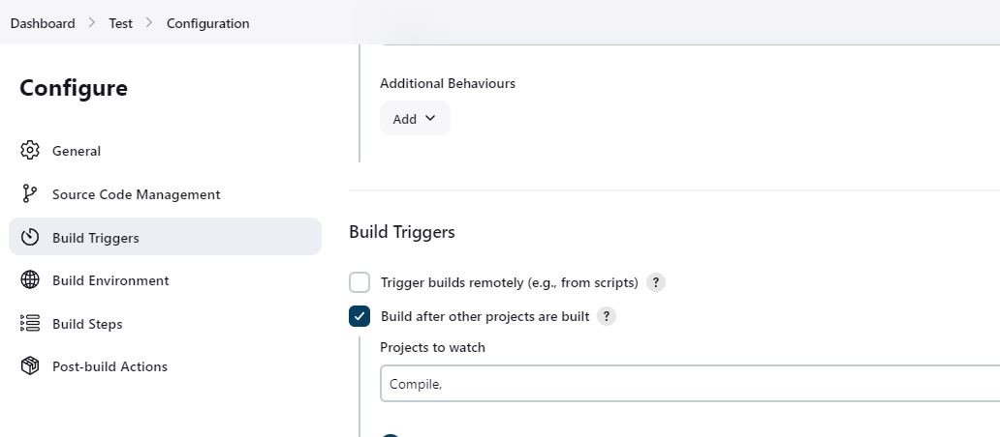 Dashboard > Test > Configuration
Configure
General
Source Code Management
Build Triggers
Build Environment
Build Steps
Post-build Actions
Additional Behaviours
Add
Build Triggers
Trigger builds remotely (e.g., from scripts) ?
Build after other projects are built ?
Projects to watch
Compile,